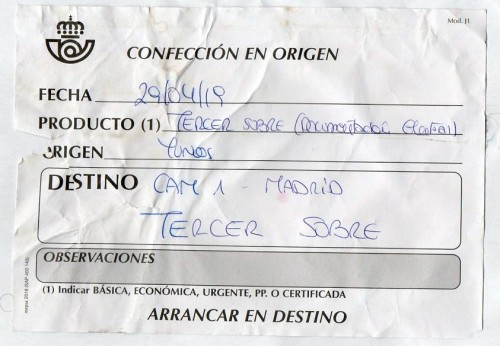 Mod. J1
CONFECCIÓN EN ORIGEN
FECHA 29/04/19
PRODUCTO (1) TERCER SOBRE (Documentación Electoral)
ORIGEN Yuncos
DESTINO CAM 1 - MADRID
TERCER SOBRE
OBSERVACIONES
(1) Indicar BÁSICA, ECONÓMICA, URGENTE, PP. O CERTIFICADA
ARRANCAR EN DESTINO